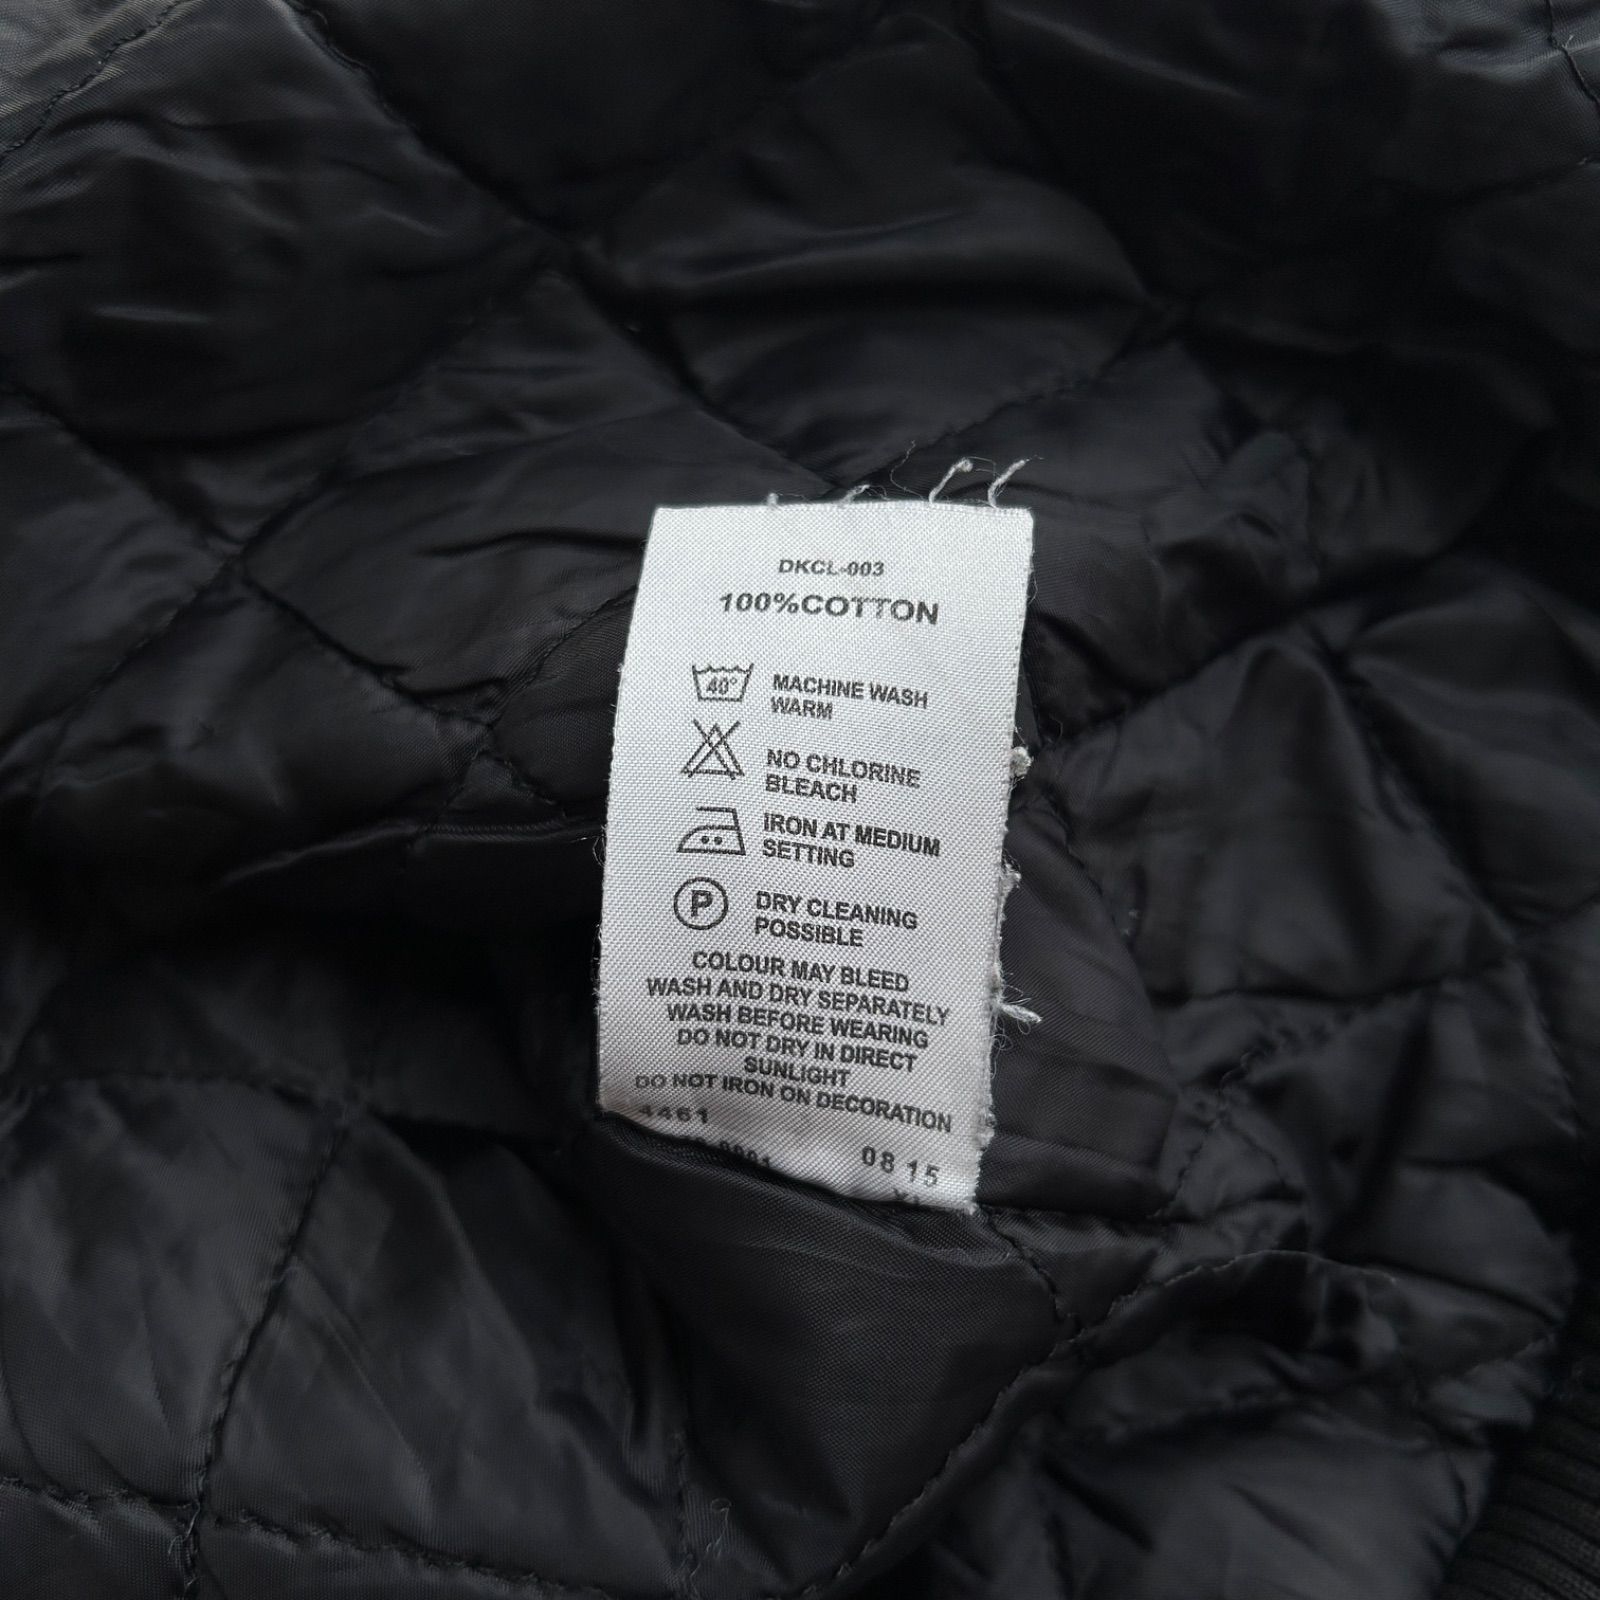 DKCL-003
100%COTTON
40°
MACHINE WASH
WARM
NO CHLORINE
BLEACH
IRON AT MEDIUM
SETTING
P
DRY CLEANING
POSSIBLE
COLOUR MAY BLEED
WASH AND DRY SEPARATELY
WASH BEFORE WEARING
DO NOT DRY IN DIRECT
SUNLIGHT
DO NOT IRON ON DECORATION
4461
08 15